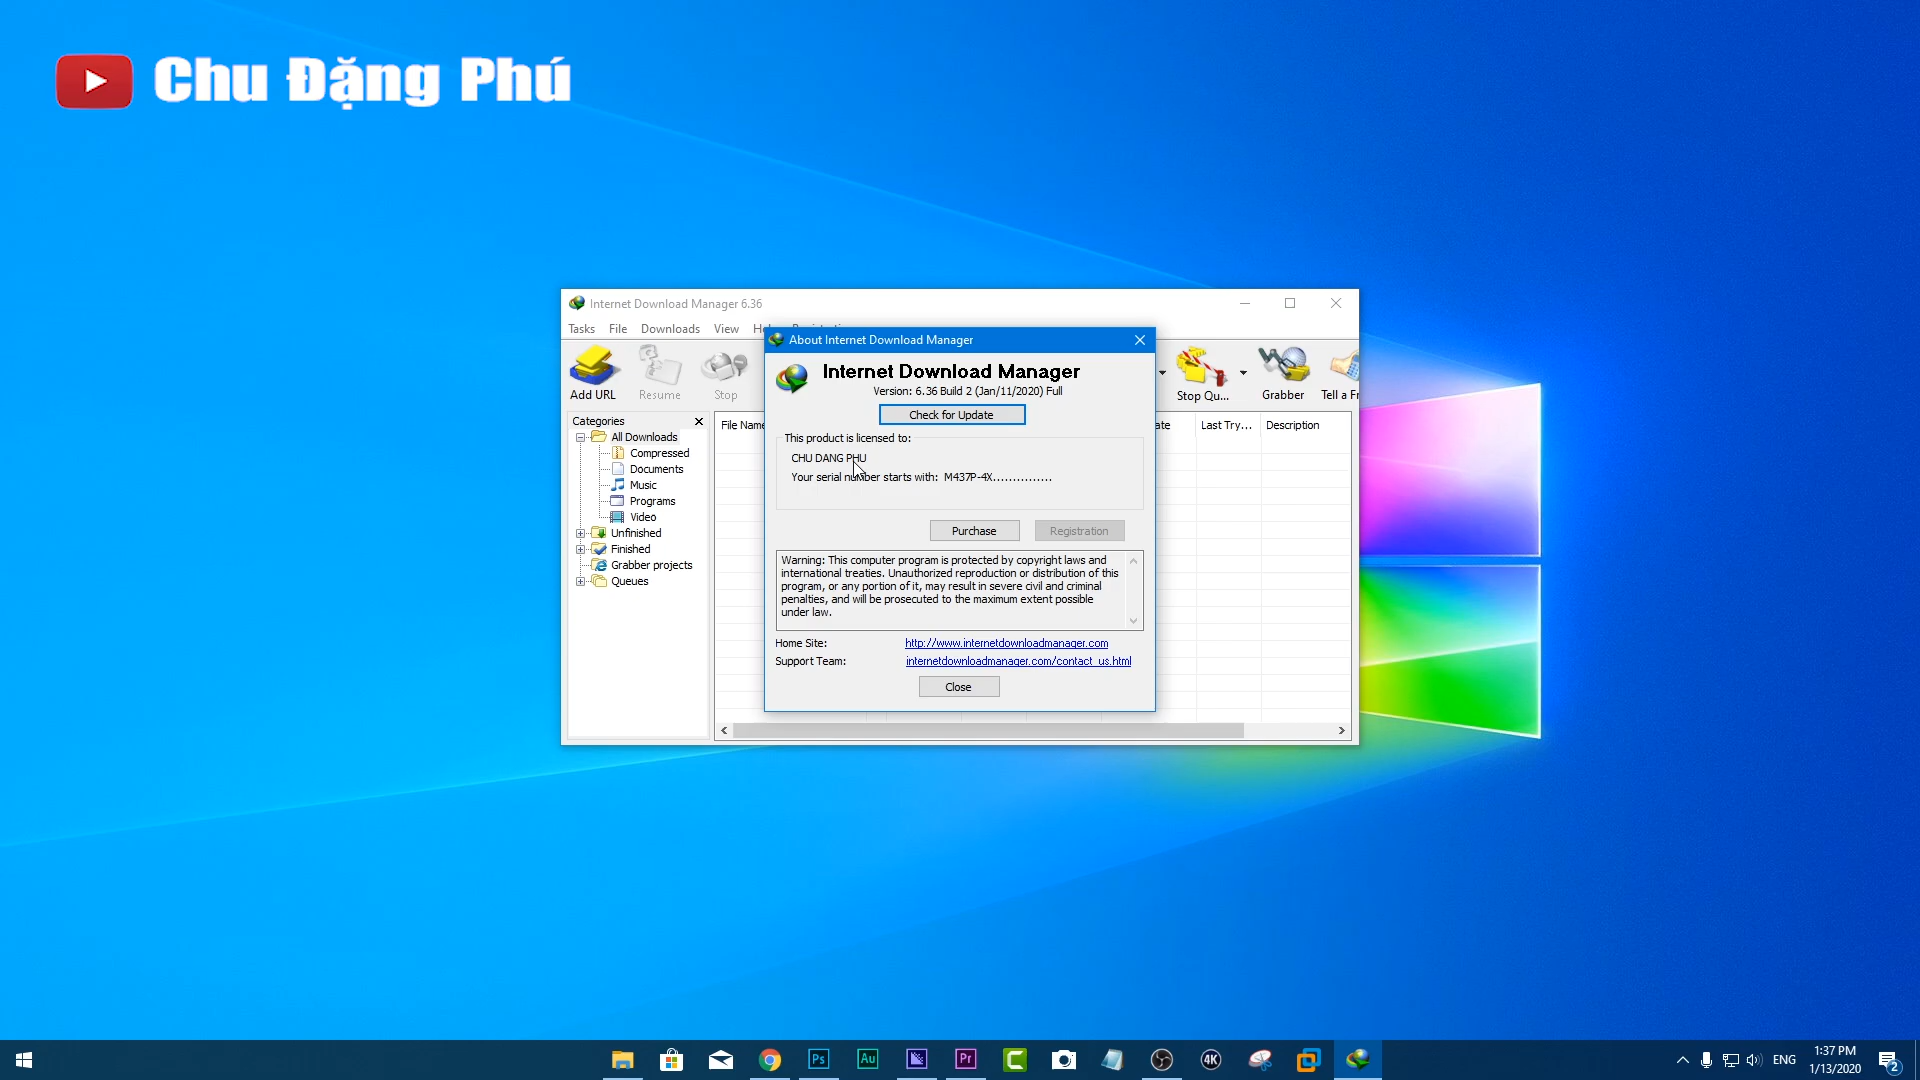 Chu Đặng Phú
Internet Download Manager 6.36
Tasks File Downloads View
About Internet Download Manager
Internet Download Manager
Version: 6.36 Build 2 (Jan/11/2020) Full
Check for Update
Add URL Resume Stop
Stop Qu... Grabber Tell a Fr
Categories
All Downloads
Compressed
Documents
Music
Programs
Video
Unfinished
Finished
Grabber projects
Queues
File Name
Last Try... Description
This product is licensed to:
CHU DANG PHU
Your serial number starts with: M437P-4X...............
Purchase Registration
Warning: This computer program is protected by copyright laws and
international treaties. Unauthorized reproduction or distribution of this
program, or any portion of it, may result in severe civil and criminal
penalties, and will be prosecuted to the maximum extent possible
under law.
Home Site: http://www.internetdownloadmanager.com
Support Team: internetdownloadmanager.com/contact_us.html
Close
Ps Au Pr 4K
ENG
1:37 PM
1/13/2020
2